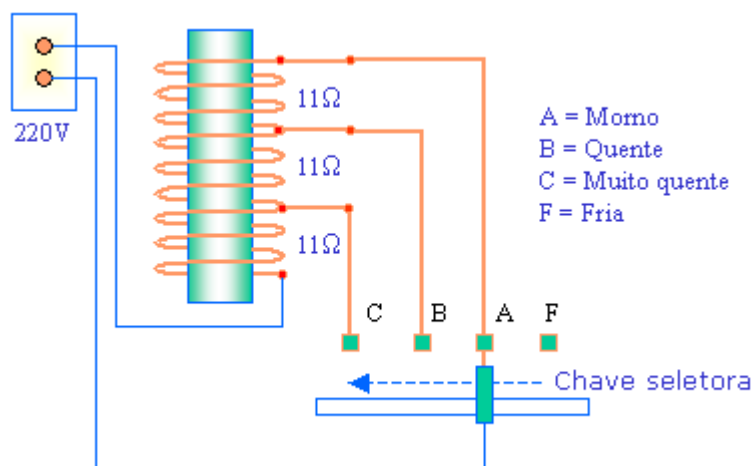 220V
11Ω
11Ω
11Ω
A = Morno
B = Quente
C = Muito quente
F = Fria
C B A F
Chave seletora